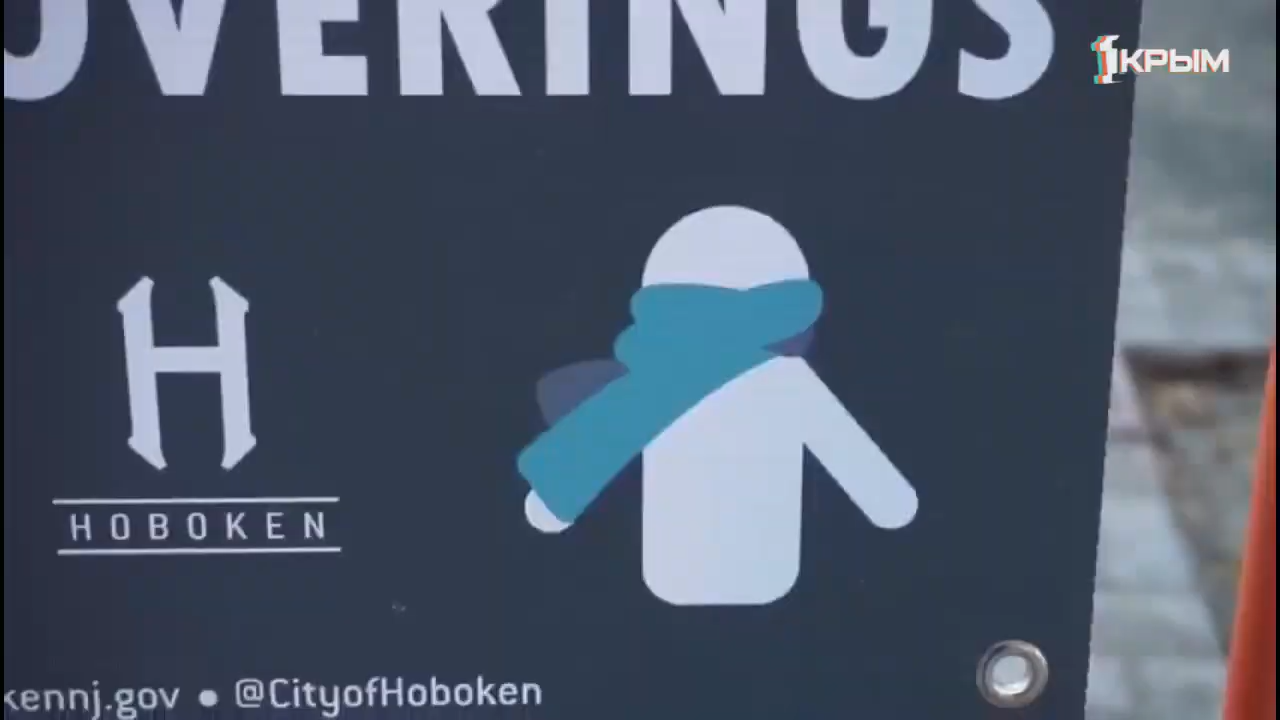 OVERINGS
1КРЫМ
H
HOBOKEN
kennj.gov • @CityofHoboken